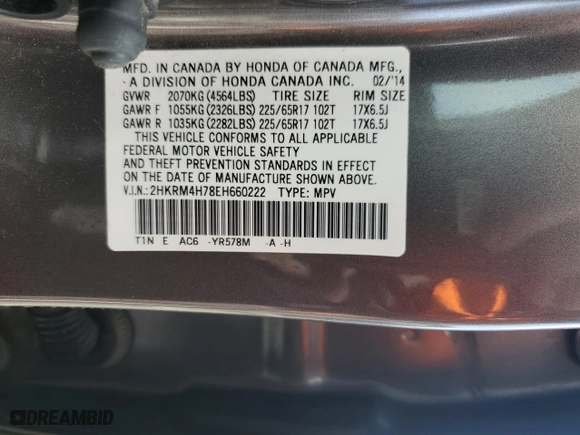 MFD. IN CANADA BY HONDA OF CANADA MFG.,
-A DIVISION OF HONDA CANADA INC. 02/'14
GVWR 2070KG (4564LBS) TIRE SIZE RIM SIZE
GAWR F 1055KG (2326LBS) 225/65R17 102T 17X6.5J
GAWR R 1035KG (2282LBS) 225/65R17 102T 17X6.5J
THIS VEHICLE CONFORMS TO ALL APPLICABLE
FEDERAL MOTOR VEHICLE SAFETY
AND THEFT PREVENTION STANDARDS IN EFFECT
ON THE DATE OF MANUFACTURE SHOWN ABOVE.
V.I.N.: 2HKRM4H78EH660222 TYPE: MPV
T1N E AC6 -YR578M -A -H
DREAMBID